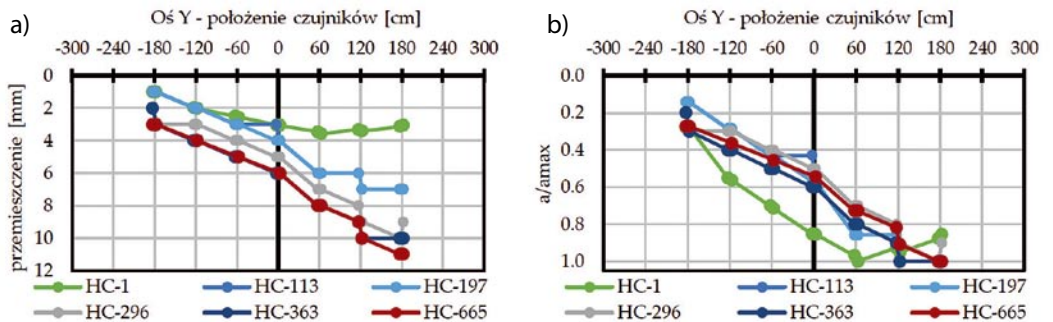 a)
Oś Y - położenie czujników [cm]
-300 -240 -180 -120 -60 0 60 120 180 240 300
przemieszczenie [mm]
0
2
4
6
8
10
12
HC-1 HC-113 HC-197
HC-296 HC-363 HC-665
b)
Oś Y - położenie czujników [cm]
-300 -240 -180 -120 -60 0 60 120 180 240 300
a/amax
0.0
0.2
0.4
0.6
0.8
1.0
HC-1 HC-113 HC-197
HC-296 HC-363 HC-665